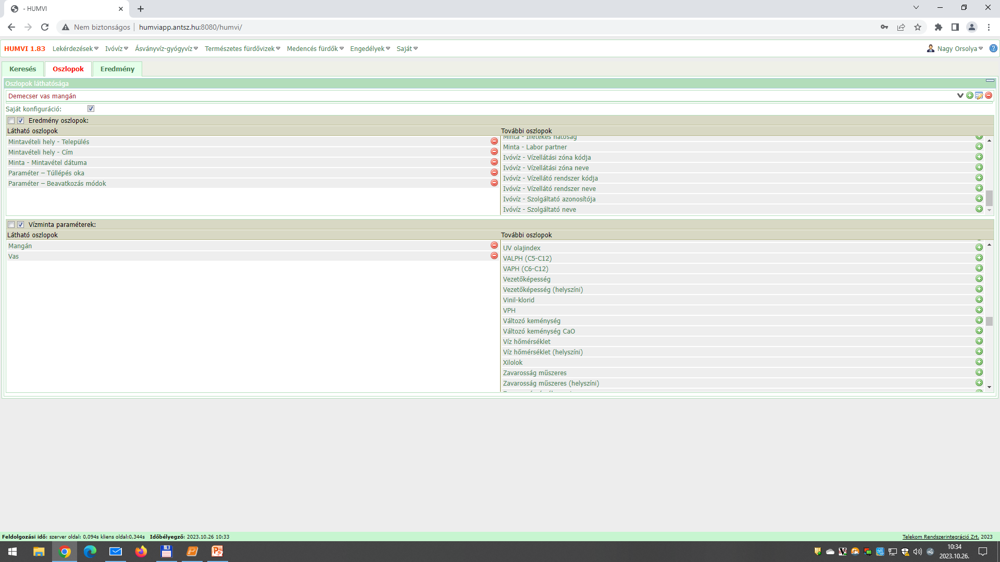 - HUMVI
Nem biztonságos
humviapp.antsz.hu:8080/humvi/
HUMVI 1.83 Lekérdezések Ivóvíz Ásványvíz-gyógyvíz Természetes fürdővizek Medencés fürdők Engedélyek Saját Nagy Orsolya
Keresés Oszlopok Eredmény
Oszlopok láthatósága
Demecser vas mangán
Saját konfiguráció:
Eredmény oszlopok:
Látható oszlopok
Mintavételi hely - Település
Mintavételi hely - Cím
Minta - Mintavétel dátuma
Paraméter – Túllépés oka
Paraméter – Beavatkozás módok
További oszlopok
Minta - Illetékes hatóság
Minta - Labor partner
Ivóvíz - Vízellátási zóna kódja
Ivóvíz - Vízellátási zóna neve
Ivóvíz - Vízellátó rendszer kódja
Ivóvíz - Vízellátó rendszer neve
Ivóvíz - Szolgáltató azonosítója
Ivóvíz - Szolgáltató neve
Vízminta paraméterek:
Látható oszlopok
Mangán
Vas
További oszlopok
UV olajindex
VALPH (C5-C12)
VAPH (C6-C12)
Vezetőképesség
Vezetőképesség (helyszíni)
Vinil-klorid
VPH
Változó keménység
Változó keménység CaO
Víz hőmérséklet
Víz hőmérséklet (helyszíni)
Xilolok
Zavarosság műszeres
Zavarosság műszeres (helyszíni)
Feldolgozási idő: szerver oldal: 0,094s kliens oldal:0,344s Időbélyegző: 2023.10.26 10:33
Telekom Rendszerintegráció Zrt. 2023
10:34
2023.10.26.